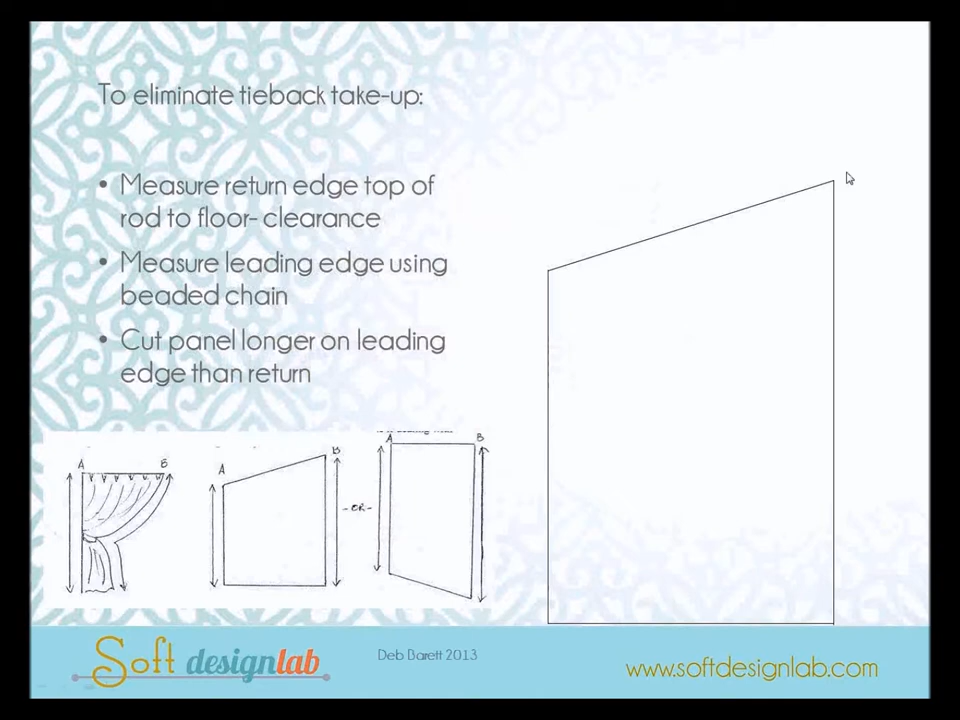 To eliminate tieback take-up:
• Measure return edge top of
rod to floor- clearance
• Measure leading edge using
beaded chain
• Cut panel longer on leading
edge than return
A
B
A
B
- OR -
A
B
Soft designlab
Deb Barett 2013
www.softdesignlab.com